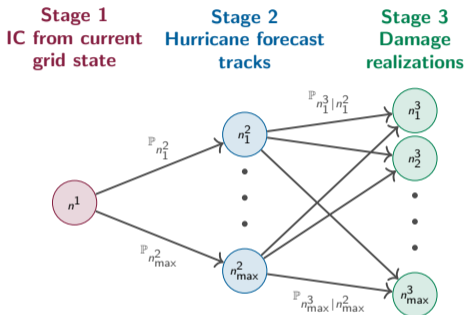 Stage 1
IC from current
grid state
Stage 2
Hurricane forecast
tracks
Stage 3
Damage
realizations
ℙ_{n_1^3|n_1^2}
n_1^3
ℙ_{n_1^2}
n_1^2
n_2^3
n^1
ℙ_{n_max^2}
n_max^2
ℙ_{n_max^3|n_max^2}
n_max^3